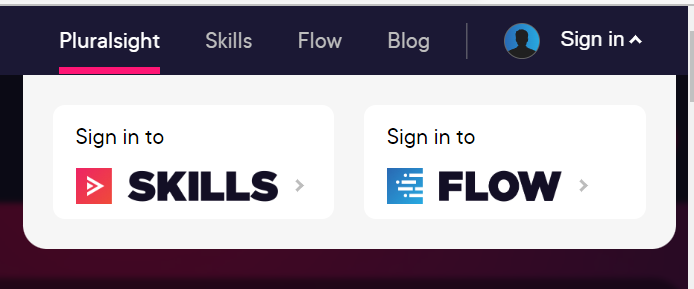 Pluralsight Skills Flow Blog Sign in
Sign in to
SKILLS
Sign in to
FLOW